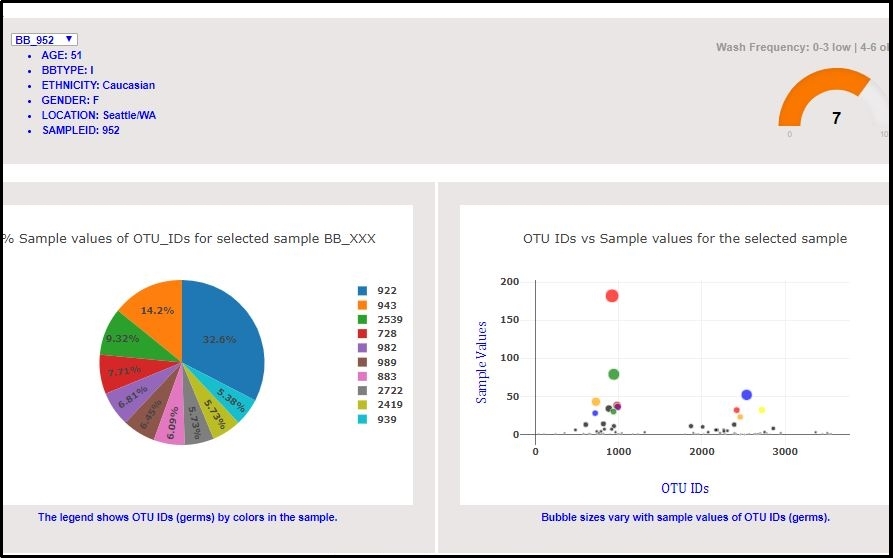 BB_952
AGE: 51
BBTYPE: I
ETHNICITY: Caucasian
GENDER: F
LOCATION: Seattle/WA
SAMPLEID: 952
Wash Frequency: 0-3 low | 4-6 o
7
0
10
% Sample values of OTU_IDs for selected sample BB_XXX
32.6%
14.2%
9.32%
7.71%
6.81%
6.45%
6.09%
5.73%
5.73%
5.38%
922
943
2539
728
982
989
883
2722
2419
939
The legend shows OTU IDs (germs) by colors in the sample.
OTU IDs vs Sample values for the selected sample
Sample Values
200
150
100
50
0
0
1000
2000
3000
OTU IDs
Bubble sizes vary with sample values of OTU IDs (germs).